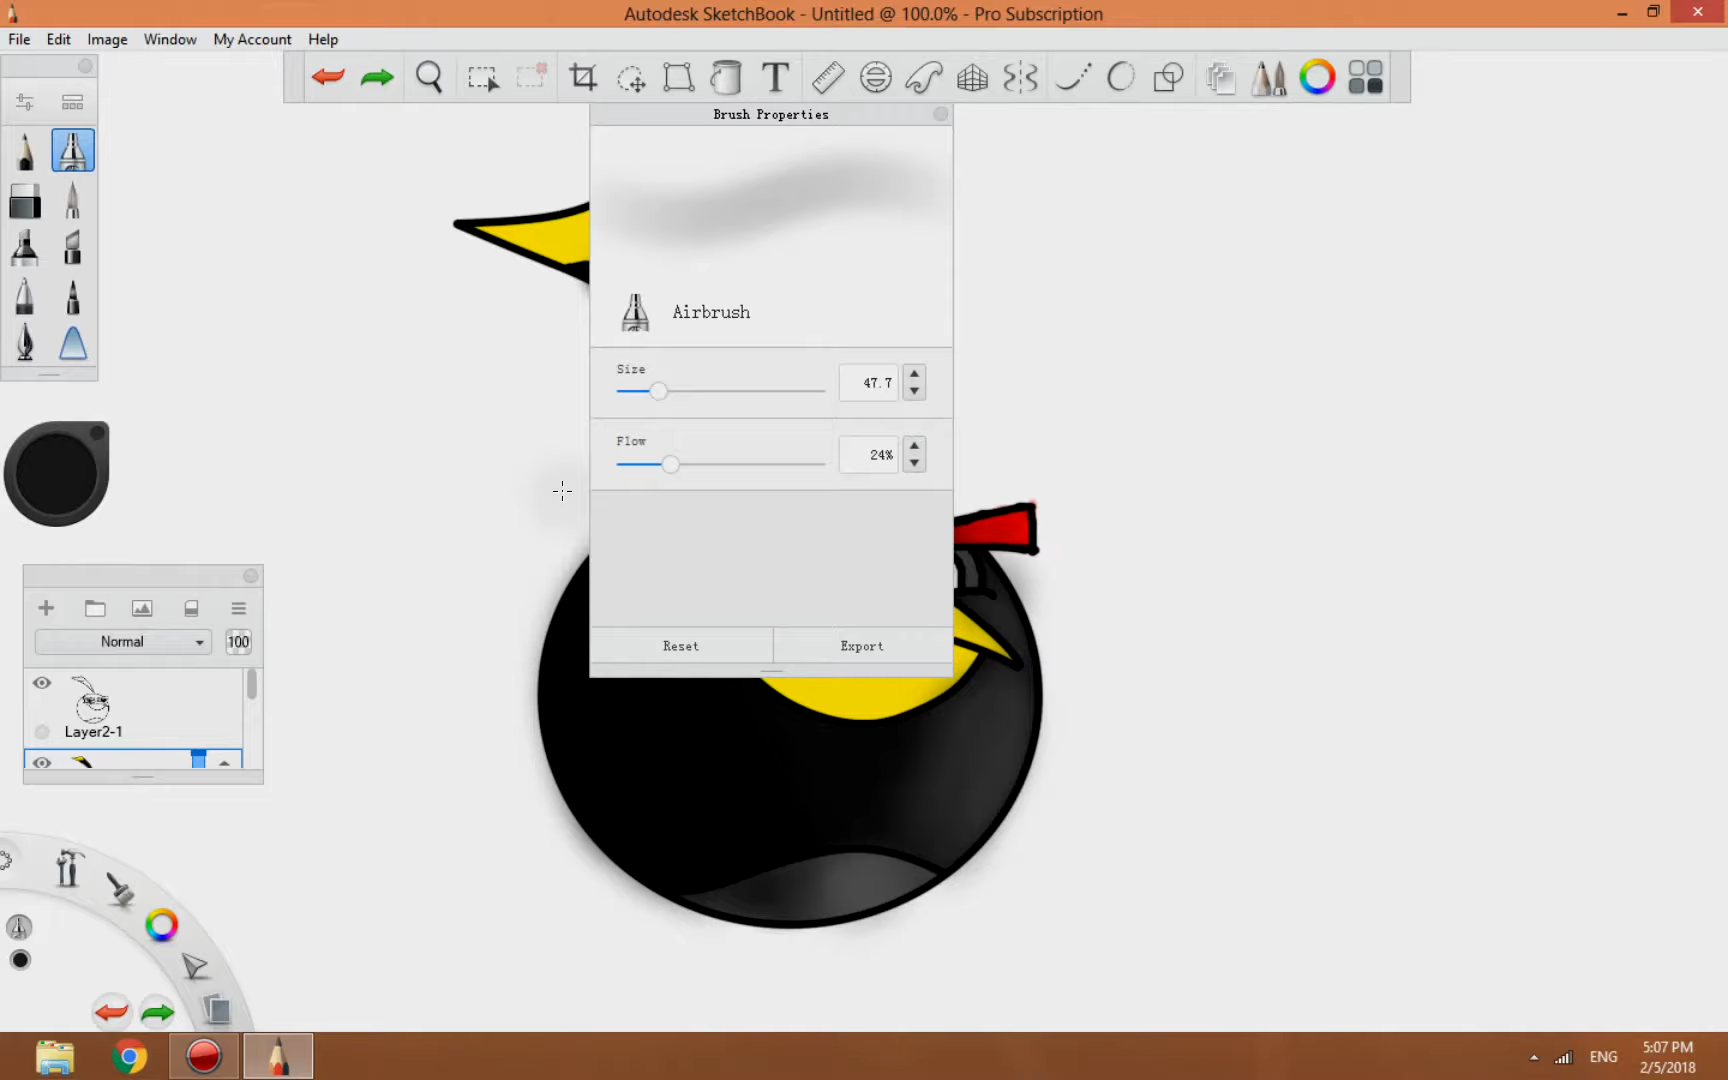 Autodesk SketchBook - Untitled @ 100.0% - Pro Subscription
File Edit Image Window My Account Help
T
Brush Properties
Airbrush
Size
47.7
Flow
24%
Reset Export
Normal 100
Layer2-1
ENG
5:07 PM
2/5/2018